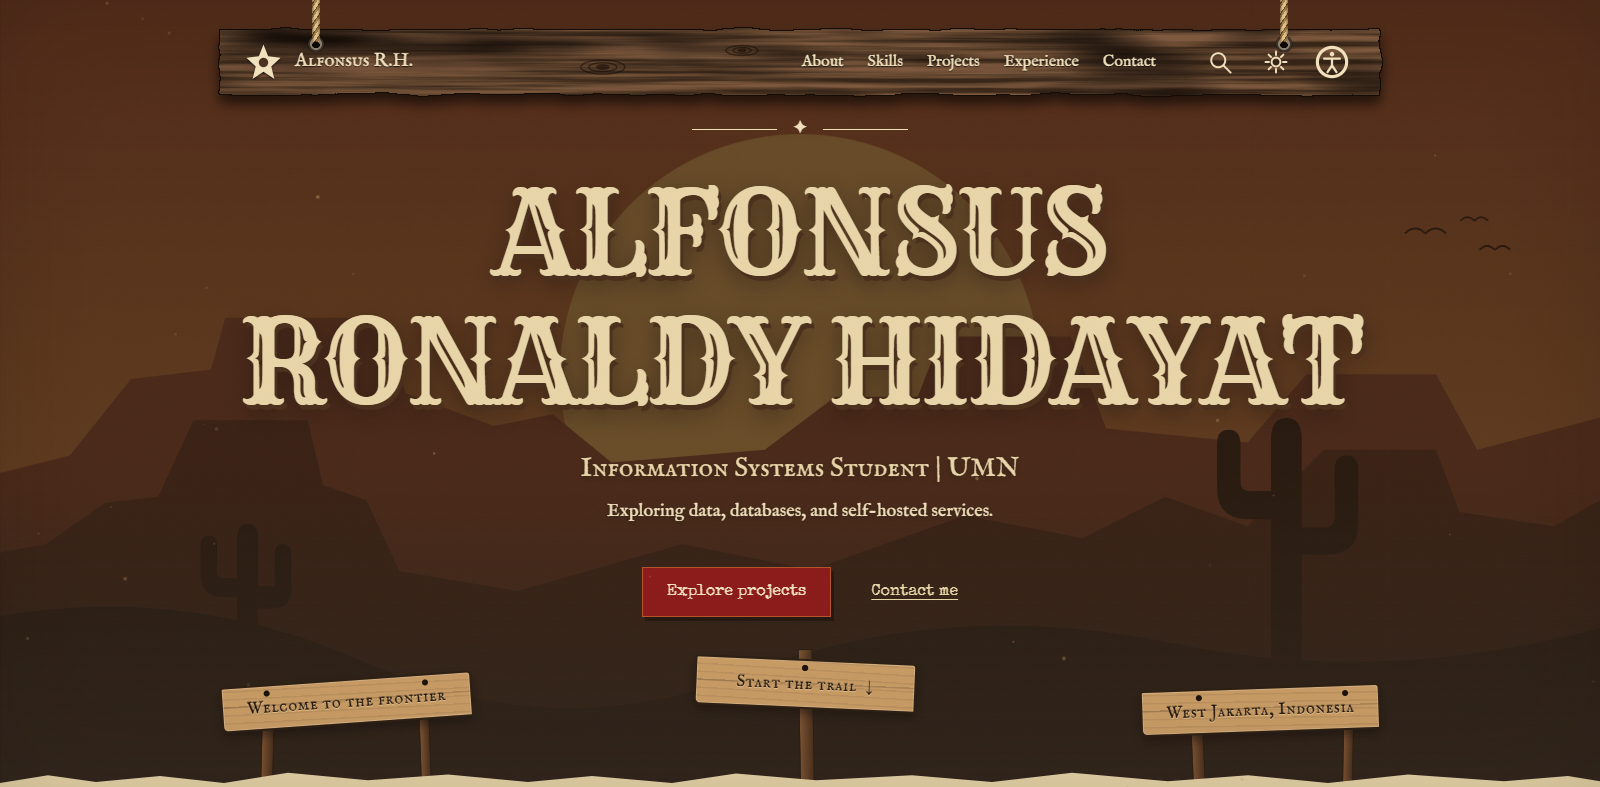 Alfonsus R.H.
About Skills Projects Experience Contact
ALFONSUS
RONALDY HIDAYAT
Information Systems Student | UMN
Exploring data, databases, and self-hosted services.
Explore projects Contact me
Welcome to the frontier
Start the trail ↓
West Jakarta, Indonesia